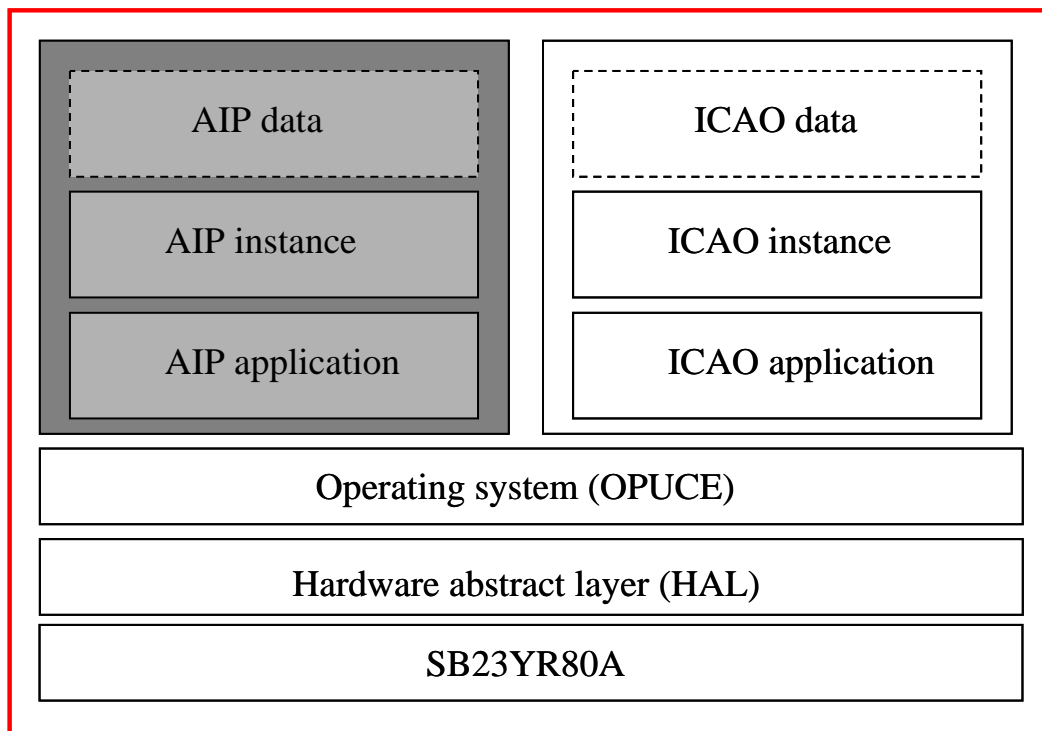 AIP data
AIP instance
AIP application
ICAO data
ICAO instance
ICAO application
Operating system (OPUCE)
Hardware abstract layer (HAL)
SB23YR80A